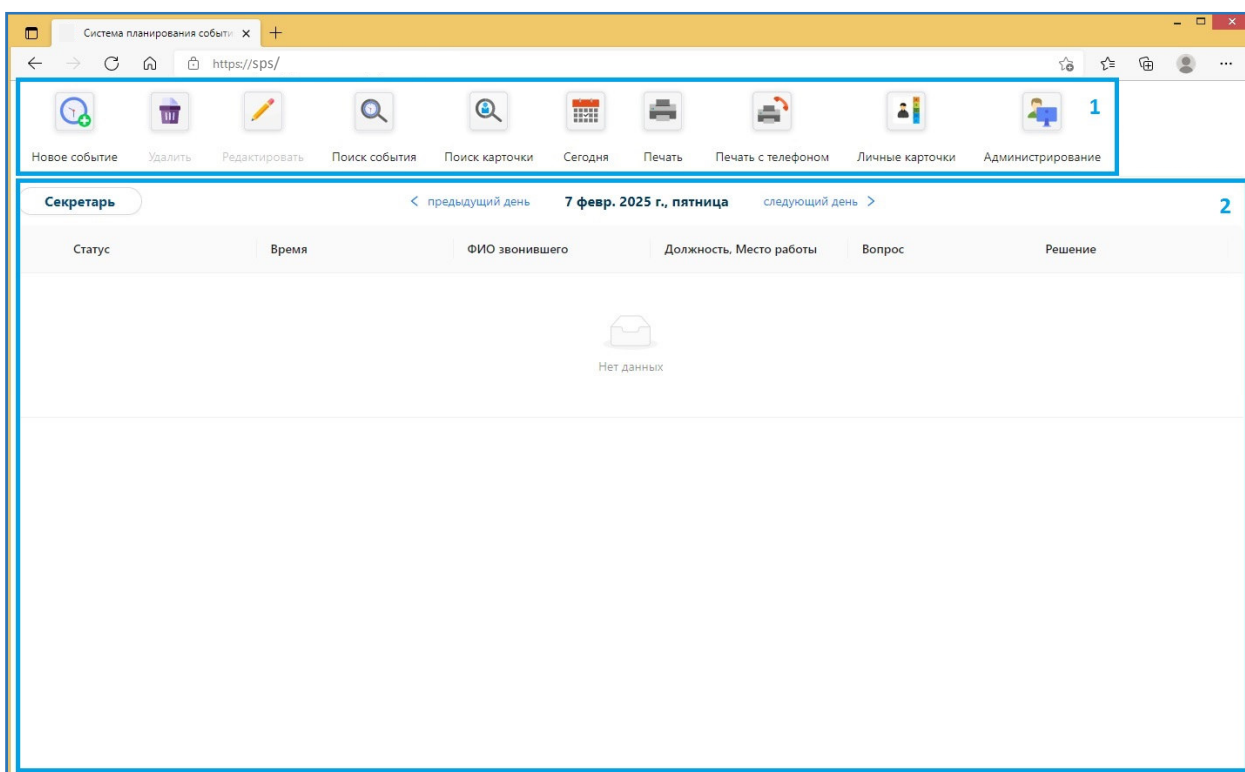 Система планирования событи
https://sps/
1
Новое событие Удалить Редактировать Поиск события Поиск карточки Сегодня Печать Печать с телефоном Личные карточки Администрирование
Секретарь < предыдущий день 7 февр. 2025 г., пятница следующий день > 2
Статус Время ФИО звонившего Должность, Место работы Вопрос Решение
Нет данных